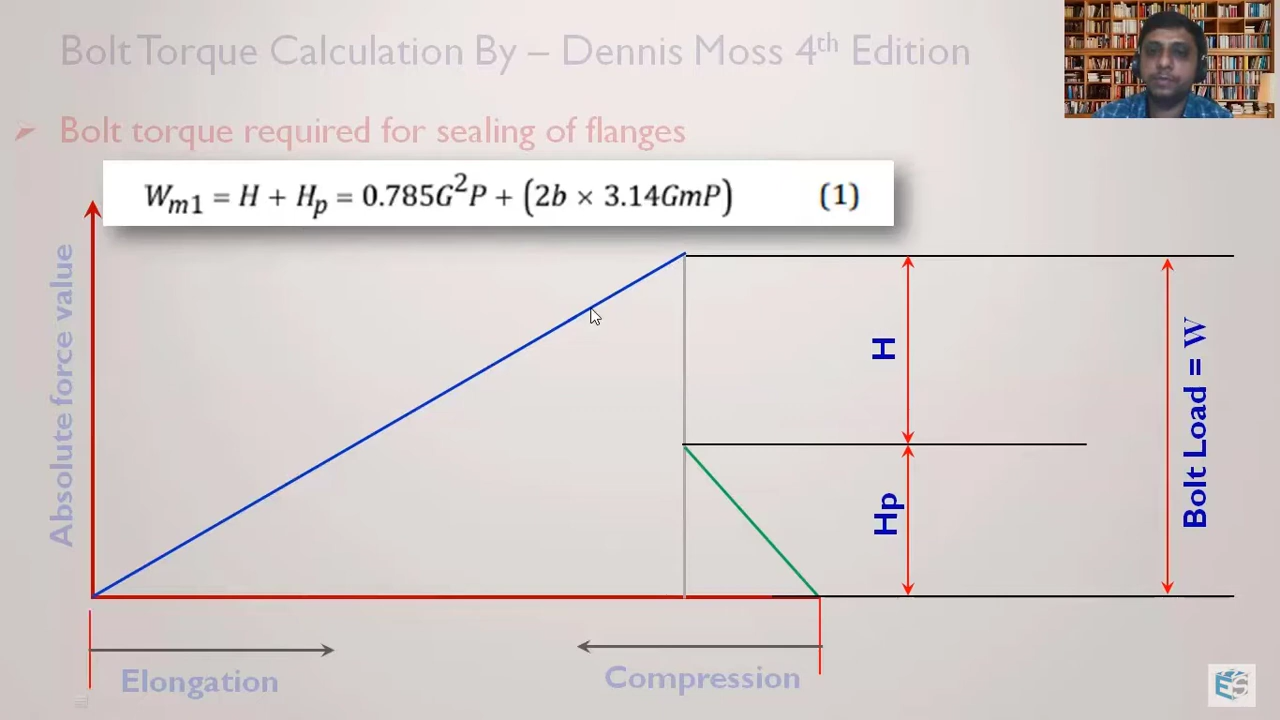 Bolt Torque Calculation By – Dennis Moss 4th Edition
➢ Bolt torque required for sealing of flanges
Wm1 = H + Hp = 0.785G²P + (2b × 3.14GmP) (1)
Absolute force value
H
Hp
Bolt Load = W
Elongation
Compression
ES